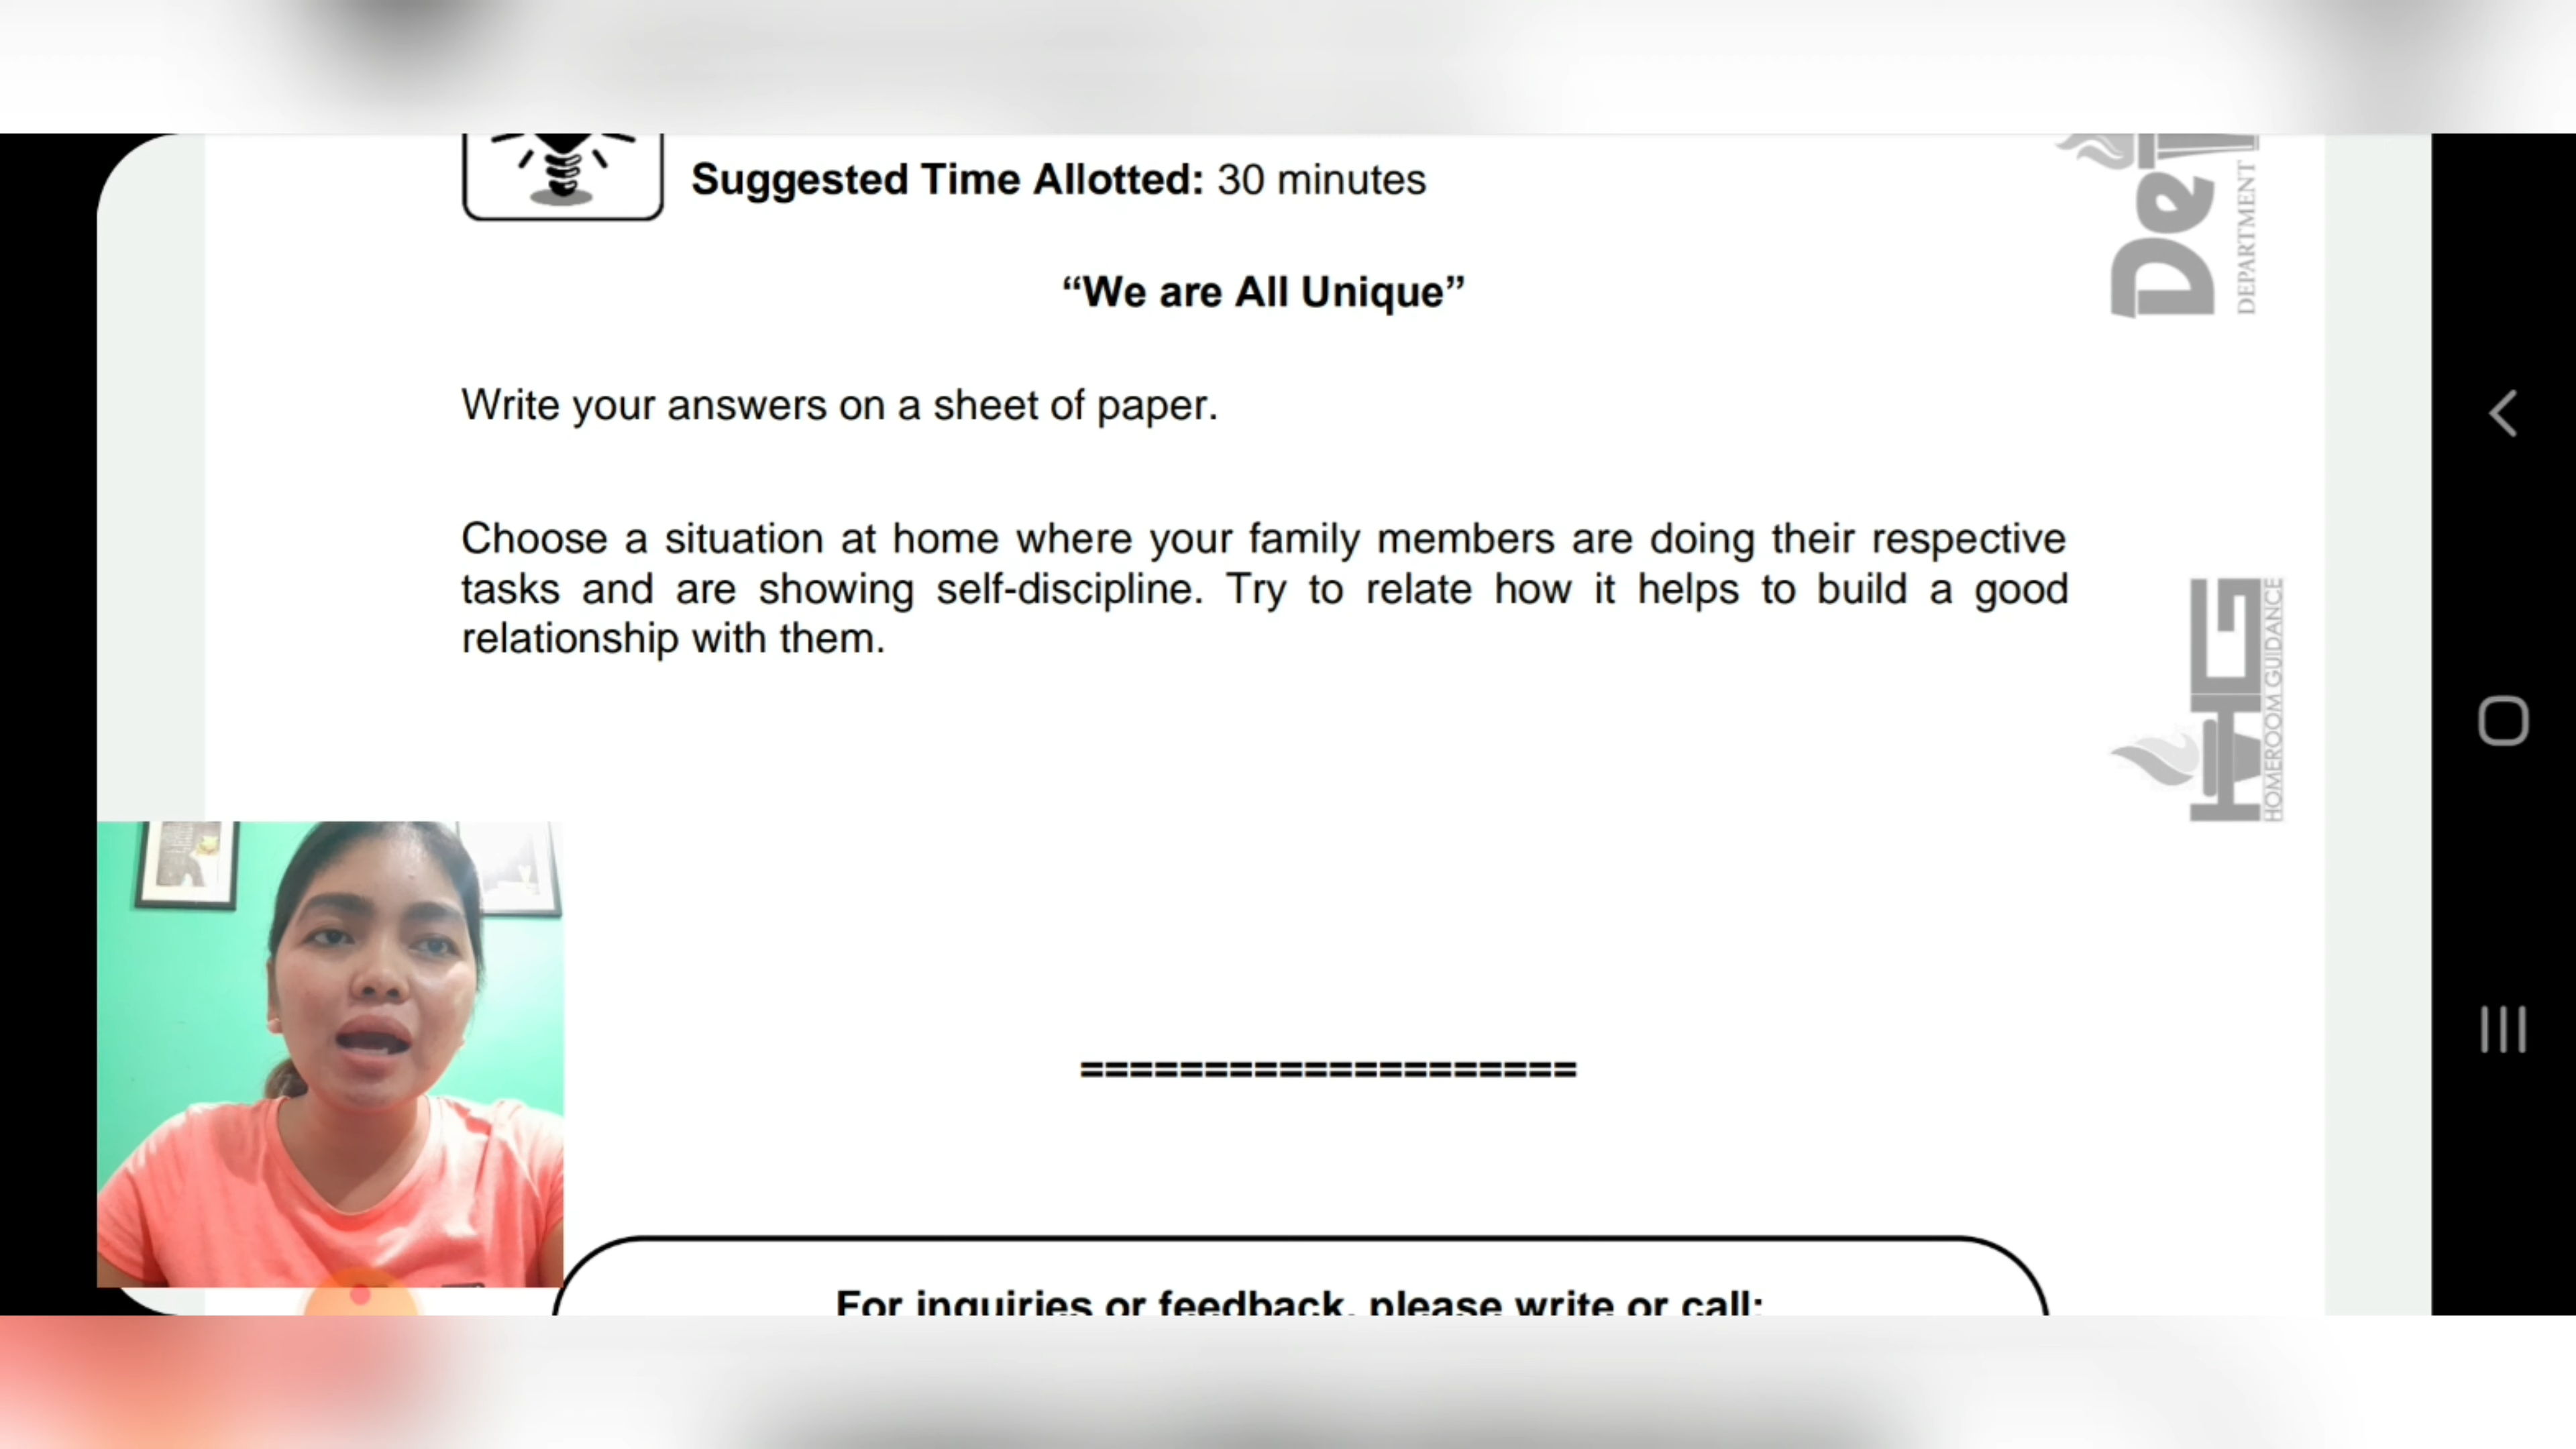 Suggested Time Allotted: 30 minutes
“We are All Unique”
Write your answers on a sheet of paper.
Choose a situation at home where your family members are doing their respective
tasks and are showing self-discipline. Try to relate how it helps to build a good
relationship with them.
====================
For inquiries or feedback, please write or call:
DEPARTMENT
HG
HOMEROOM GUIDANCE